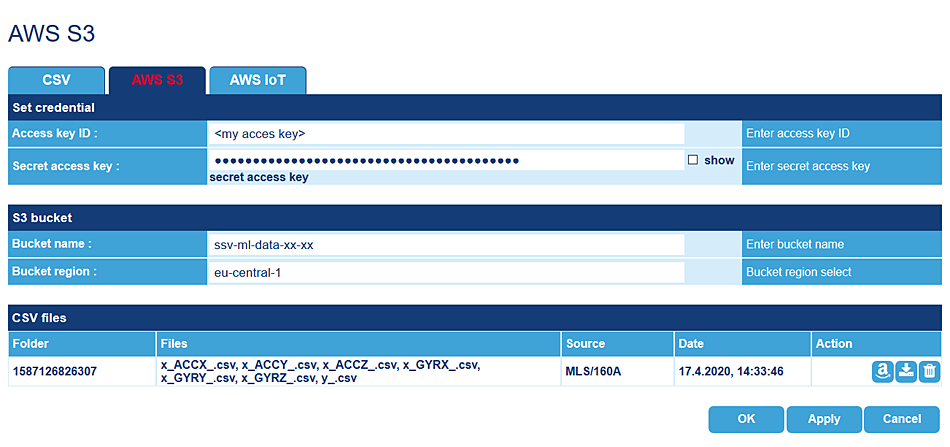 AWS S3
CSV AWS S3 AWS IoT
Set credential
Access key ID : <my acces key> Enter access key ID
Secret access key : ●●●●●●●●●●●●●●●●●●●●●●●●●●●●●●●●●●●●●●●● show Enter secret access key
secret access key
S3 bucket
Bucket name : ssv-ml-data-xx-xx Enter bucket name
Bucket region : eu-central-1 Bucket region select
CSV files
Folder Files Source Date Action
1587126826307 x_ACCX_.csv, x_ACCY_.csv, x_ACCZ_.csv, x_GYRX_.csv, MLS/160A 17.4.2020, 14:33:46
x_GYRY_.csv, x_GYRZ_.csv, y_.csv
OK Apply Cancel